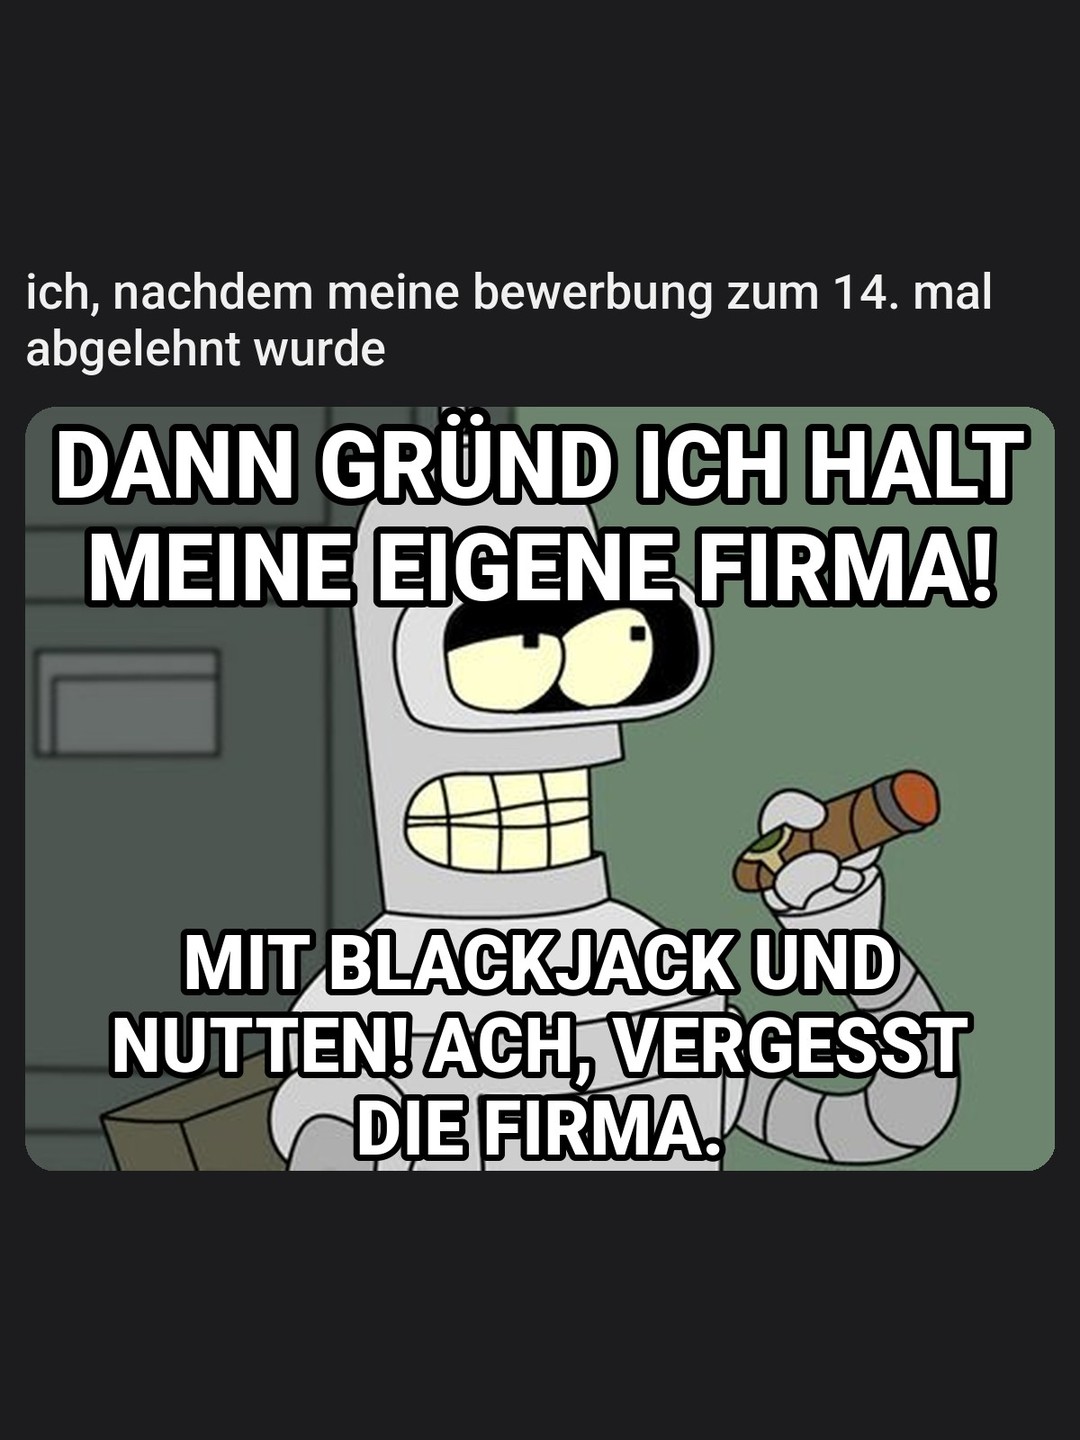 ich, nachdem meine bewerbung zum 14. mal
abgelehnt wurde
DANN GRÜND ICH HALT
MEINE EIGENE FIRMA!
MIT BLACKJACK UND
NUTTEN! ACH, VERGESST
DIE FIRMA.